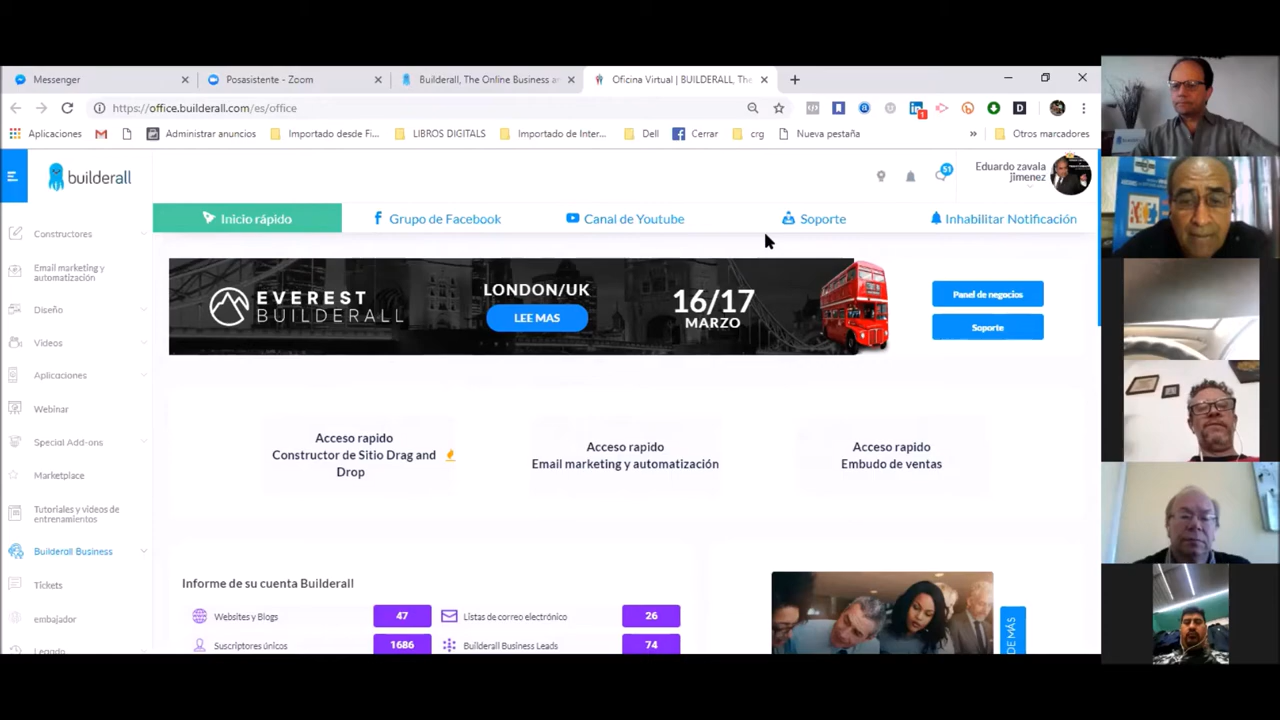 Messenger
Posasistente - Zoom
Builderall, The Online Business an
Oficina Virtual | BUILDERALL, The
https://office.builderall.com/es/office
Aplicaciones
Administrar anuncios
Importado desde Fi...
LIBROS DIGITALS
Importado de Inter...
Dell
Cerrar
crg
Nueva pestaña
Otros marcadores
builderall
51
Eduardo zavala
jimenez
Inicio rápido
Grupo de Facebook
Canal de Youtube
Soporte
Inhabilitar Notificación
Constructores
Email marketing y
automatización
Diseño
Videos
Aplicaciones
Webinar
Special Add-ons
Marketplace
Tutoriales y videos de
entrenamientos
Builderall Business
Tickets
embajador
Legado
EVEREST
BUILDERALL
LONDON/UK
LEE MAS
16/17
MARZO
Panel de negocios
Soporte
Acceso rapido
Constructor de Sitio Drag and
Drop
Acceso rapido
Email marketing y automatización
Acceso rapido
Embudo de ventas
Informe de su cuenta Builderall
Websites y Blogs
47
Listas de correo electrónico
26
Suscriptores únicos
1686
Builderall Business Leads
74
DE MÁS